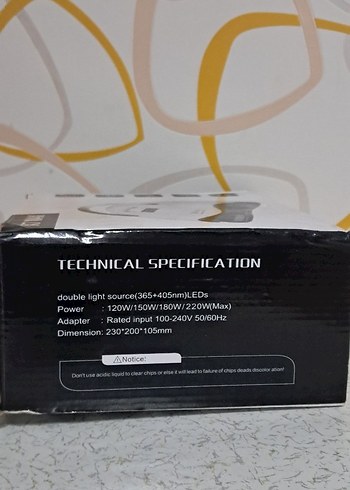 TECHNICAL SPECIFICATION
double light source(365+405nm)LEDs
Power : 120W/150W/180W/220W(Max)
Adapter : Rated input 100-240V 50/60Hz
Dimension: 230*200*105mm
⚠Notice:
Don't use acidic liquid to clear chips or else it will lead to failure of chips deads discoloration!